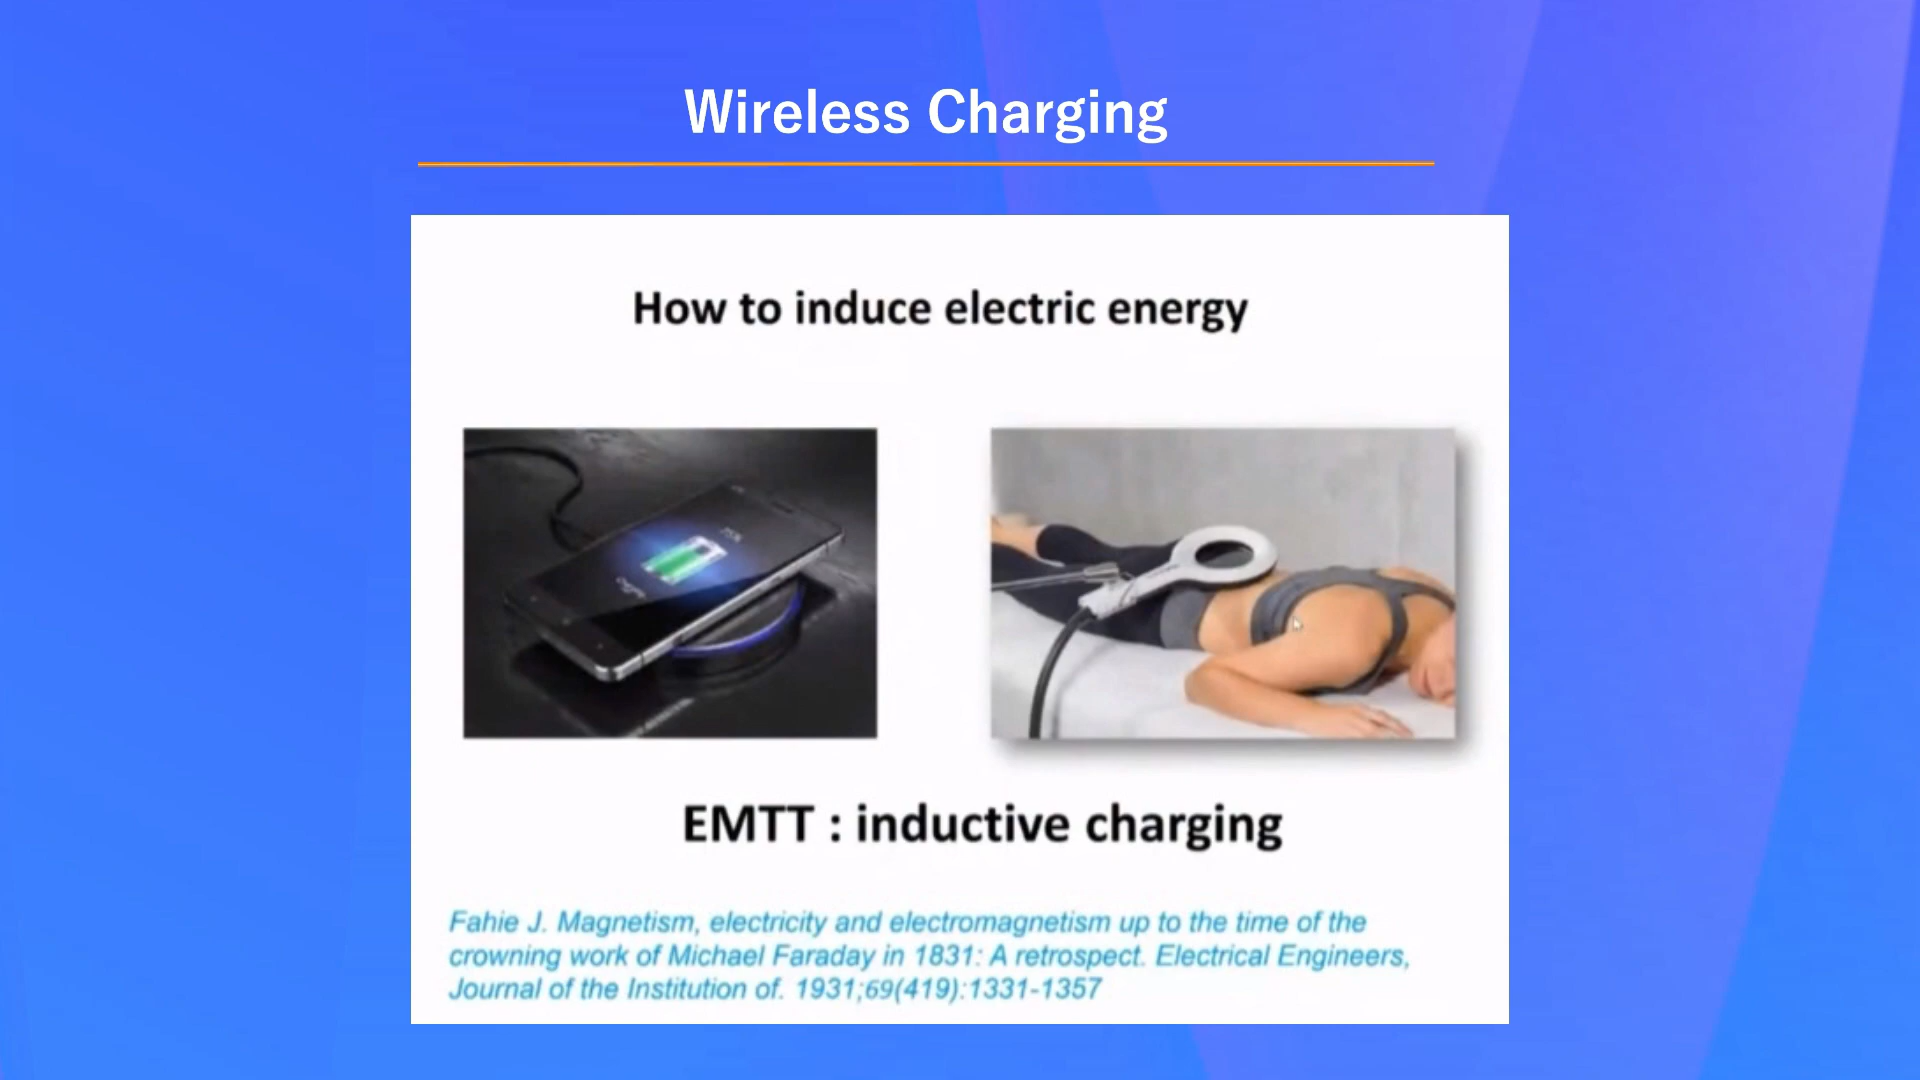 Wireless Charging
How to induce electric energy
EMTT : inductive charging
Fahie J. Magnetism, electricity and electromagnetism up to the time of the
crowning work of Michael Faraday in 1831: A retrospect. Electrical Engineers,
Journal of the Institution of. 1931;69(419):1331-1357